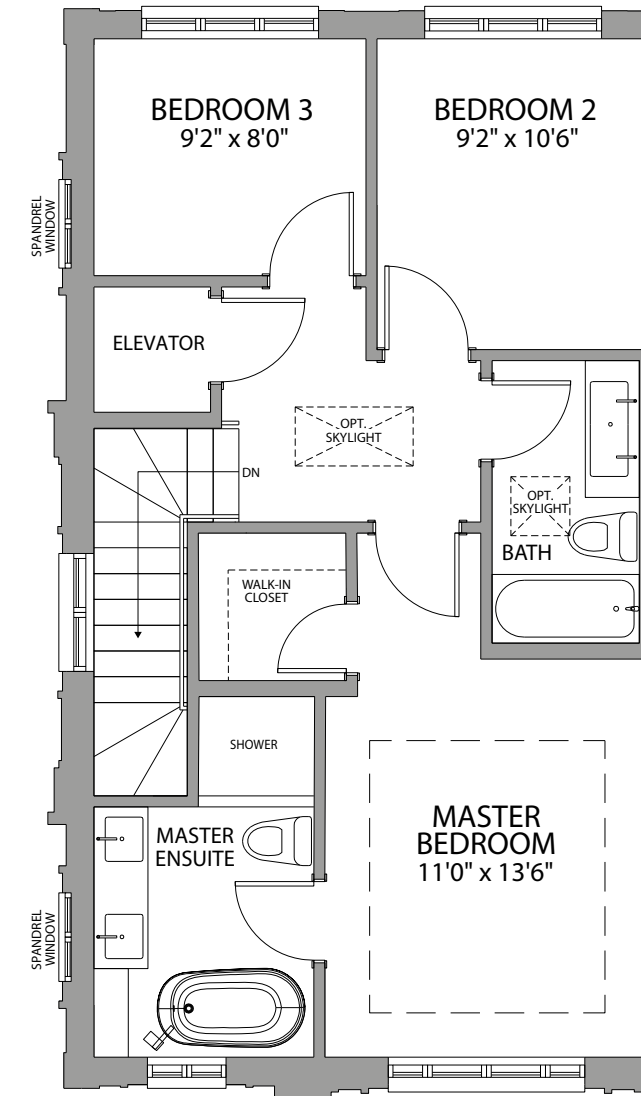 BEDROOM 3
9'2" x 8'0"
BEDROOM 2
9'2" x 10'6"
SPANDREL
WINDOW
ELEVATOR
OPT.
SKYLIGHT
DN
OPT.
SKYLIGHT
BATH
WALK-IN
CLOSET
SHOWER
MASTER
ENSUITE
MASTER
BEDROOM
11'0" x 13'6"
SPANDREL
WINDOW